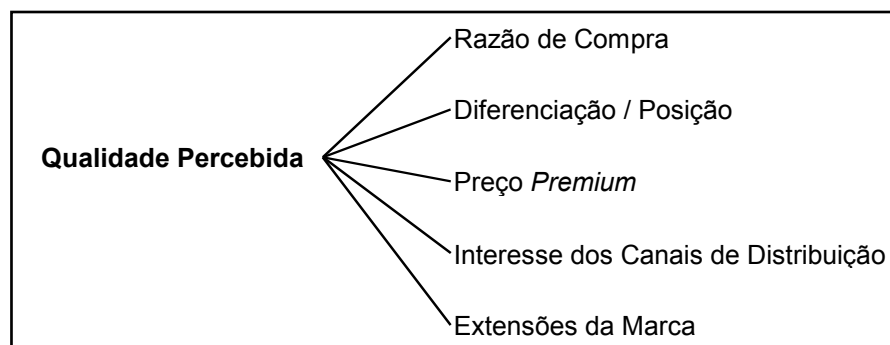 Razão de Compra
Diferenciação / Posição
Qualidade Percebida
Preço Premium
Interesse dos Canais de Distribuição
Extensões da Marca